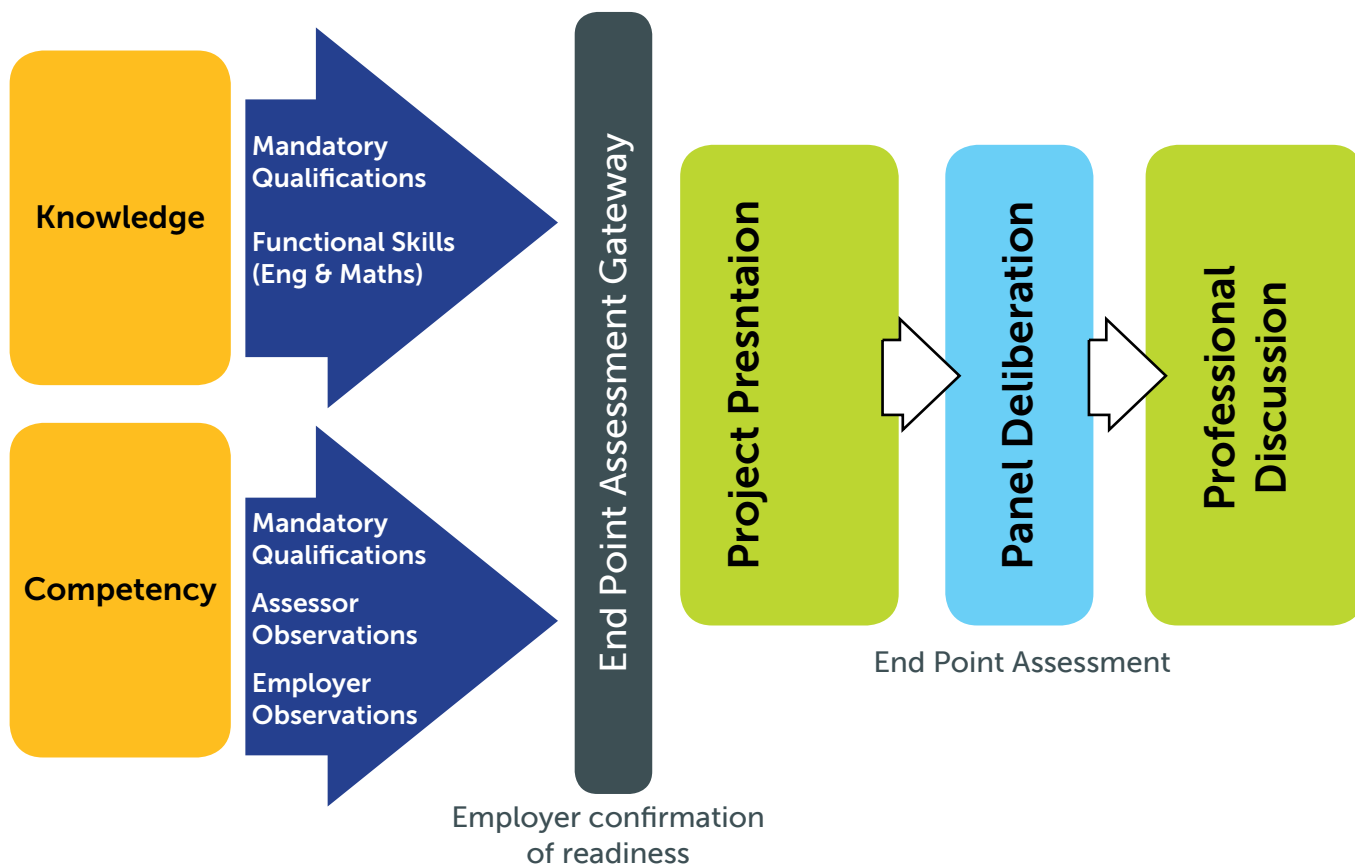 Knowledge
Mandatory
Qualifications
Functional Skills
(Eng & Maths)
Competency
Mandatory
Qualifications
Assessor
Observations
Employer
Observations
End Point Assessment Gateway
Employer confirmation
of readiness
Project Presntaion
Panel Deliberation
Professional
Discussion
End Point Assessment